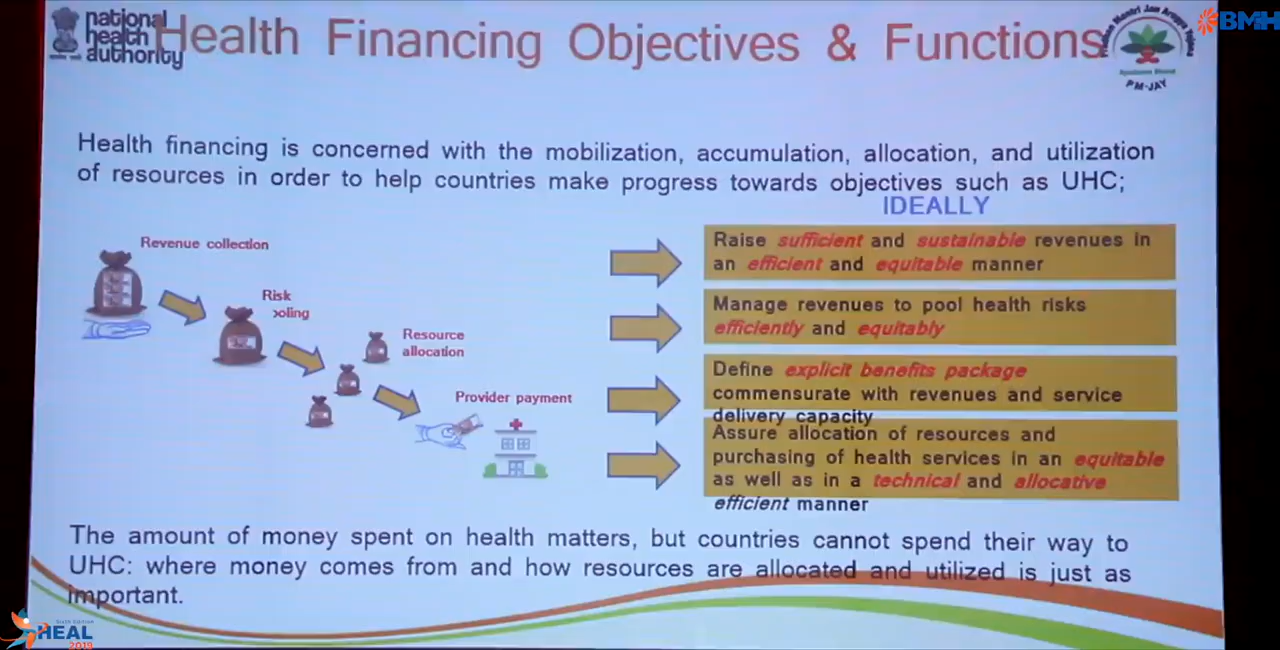 national
health
authority
Health Financing Objectives & Functions
PM-JAY
BMH
Health financing is concerned with the mobilization, accumulation, allocation, and utilization
of resources in order to help countries make progress towards objectives such as UHC;
IDEALLY
Revenue collection
Risk
ooling
Resource
allocation
Provider payment
Raise sufficient and sustainable revenues in
an efficient and equitable manner
Manage revenues to pool health risks
efficiently and equitably
Define explicit benefits package
commensurate with revenues and service
delivery capacity
Assure allocation of resources and
purchasing of health services in an equitable
as well as in a technical and allocative
efficient manner
The amount of money spent on health matters, but countries cannot spend their way to
UHC: where money comes from and how resources are allocated and utilized is just as
important.
Sixth Edition
HEAL
2019